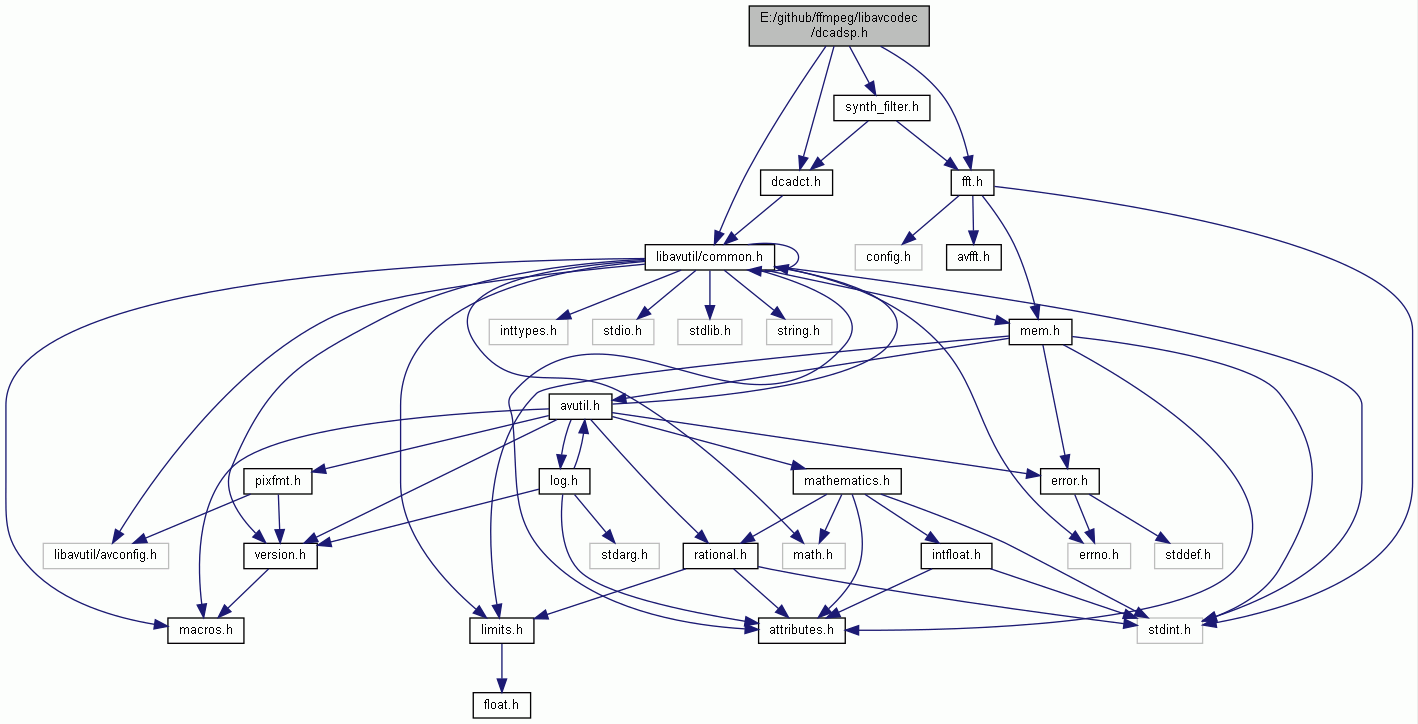 E:/github/ffmpeg/libavcodec
/dcadsp.h
synth_filter.h
dcadct.h
fft.h
libavutil/common.h
config.h
avfft.h
inttypes.h
stdio.h
stdlib.h
string.h
mem.h
avutil.h
pixfmt.h
log.h
mathematics.h
error.h
libavutil/avconfig.h
version.h
stdarg.h
rational.h
math.h
intfloat.h
errno.h
stddef.h
macros.h
limits.h
attributes.h
stdint.h
float.h